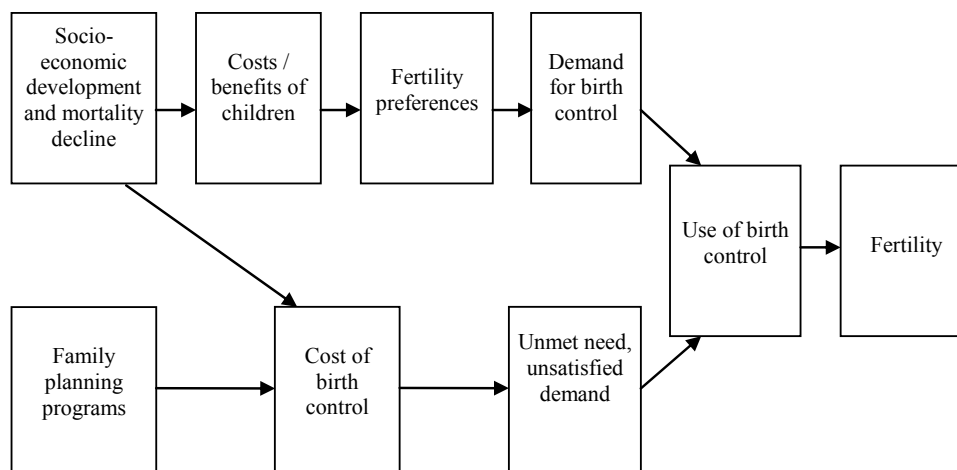 Socio-
economic
development
and mortality
decline
Costs /
benefits of
children
Fertility
preferences
Demand
for birth
control
Use of birth
control
Fertility
Family
planning
programs
Cost of
birth
control
Unmet need,
unsatisfied
demand